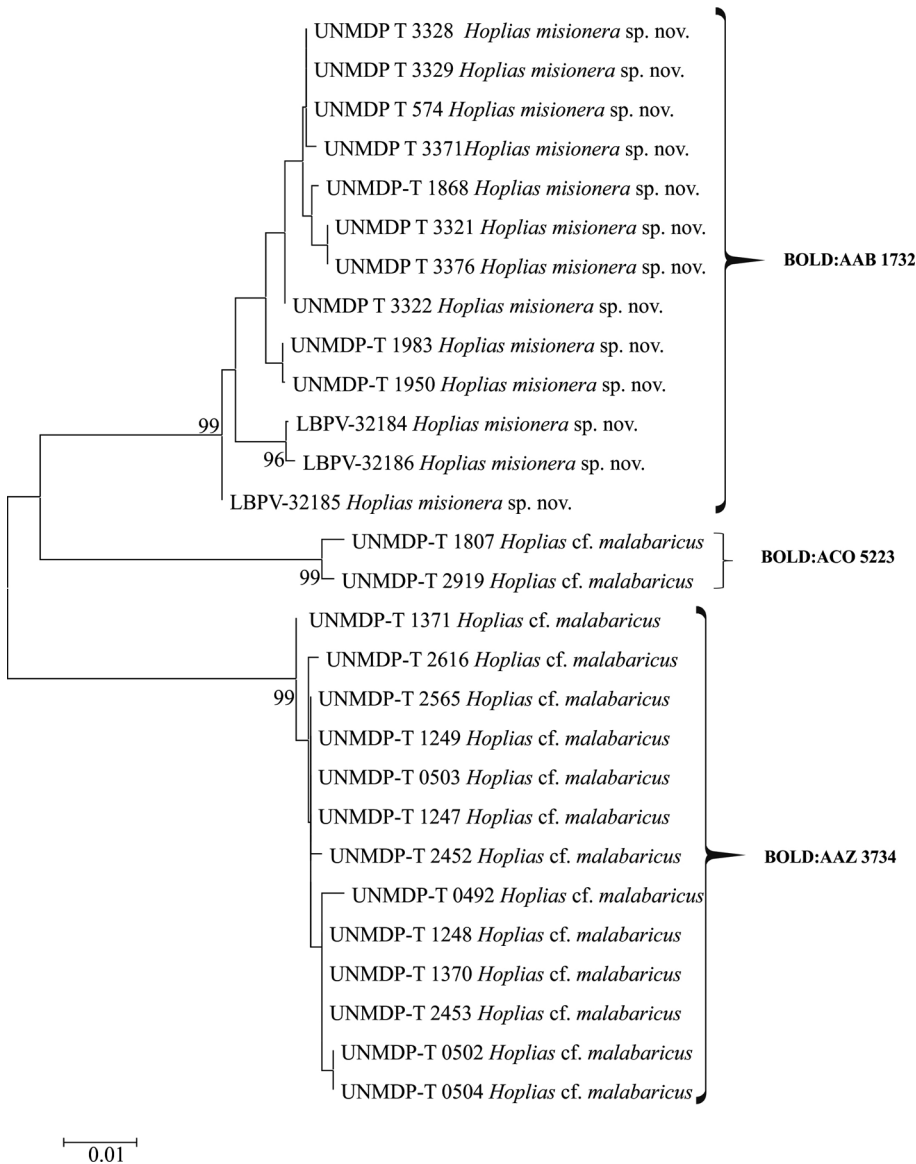 UNMDP T 3328 Hoplias misionera sp. nov.
UNMDP T 3329 Hoplias misionera sp. nov.
UNMDP T 574 Hoplias misionera sp. nov.
UNMDP T 3371Hoplias misionera sp. nov.
UNMDP-T 1868 Hoplias misionera sp. nov.
UNMDP T 3321 Hoplias misionera sp. nov.
BOLD:AAB 1732
UNMDP T 3376 Hoplias misionera sp. nov.
UNMDP T 3322 Hoplias misionera sp. nov.
UNMDP-T 1983 Hoplias misionera sp. nov.
UNMDP-T 1950 Hoplias misionera sp. nov.
99
LBPV-32184 Hoplias misionera sp. nov.
96
LBPV-32186 Hoplias misionera sp. nov.
LBPV-32185 Hoplias misionera sp. nov.
UNMDP-T 1807 Hoplias cf. malabaricus
BOLD:ACO 5223
99
UNMDP-T 2919 Hoplias cf. malabaricus
UNMDP-T 1371 Hoplias cf. malabaricus
UNMDP-T 2616 Hoplias cf. malabaricus
99
UNMDP-T 2565 Hoplias cf. malabaricus
UNMDP-T 1249 Hoplias cf. malabaricus
UNMDP-T 0503 Hoplias cf. malabaricus
UNMDP-T 1247 Hoplias cf. malabaricus
UNMDP-T 2452 Hoplias cf. malabaricus
BOLD:AAZ 3734
UNMDP-T 0492 Hoplias cf. malabaricus
UNMDP-T 1248 Hoplias cf. malabaricus
UNMDP-T 1370 Hoplias cf. malabaricus
UNMDP-T 2453 Hoplias cf. malabaricus
UNMDP-T 0502 Hoplias cf. malabaricus
UNMDP-T 0504 Hoplias cf. malabaricus
0.01